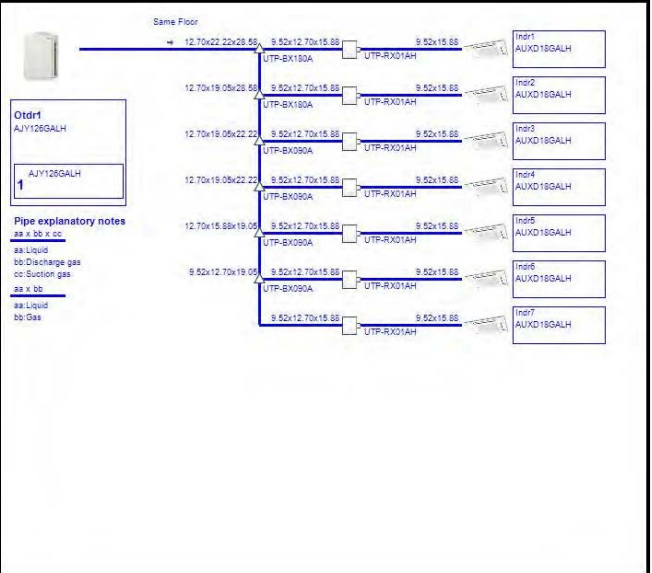 Same Floor
⇒ 12.70x22.22x28.58 9.52x12.70x15.88 9.52x15.88 Indr1
UTP-BX180A UTP-RX01AH AUXD18GALH
12.70x19.05x28.58 9.52x12.70x15.88 9.52x15.88 Indr2
UTP-BX180A UTP-RX01AH AUXD18GALH
Otdr1
AJY126GALH
12.70x19.05x22.22 9.52x12.70x15.88 9.52x15.88 Indr3
UTP-BX090A UTP-RX01AH AUXD18GALH
AJY126GALH
1
12.70x19.05x22.22 9.52x12.70x15.88 9.52x15.88 Indr4
UTP-BX090A UTP-RX01AH AUXD18GALH
Pipe explanatory notes
aa x bb x cc
aa:Liquid
bb:Discharge gas
cc:Suction gas
aa x bb
aa:Liquid
bb:Gas
12.70x15.88x19.05 9.52x12.70x15.88 9.52x15.88 Indr5
UTP-BX090A UTP-RX01AH AUXD18GALH
9.52x12.70x19.05 9.52x12.70x15.88 9.52x15.88 Indr6
UTP-BX090A UTP-RX01AH AUXD18GALH
9.52x12.70x15.88 9.52x15.88 Indr7
UTP-RX01AH AUXD18GALH